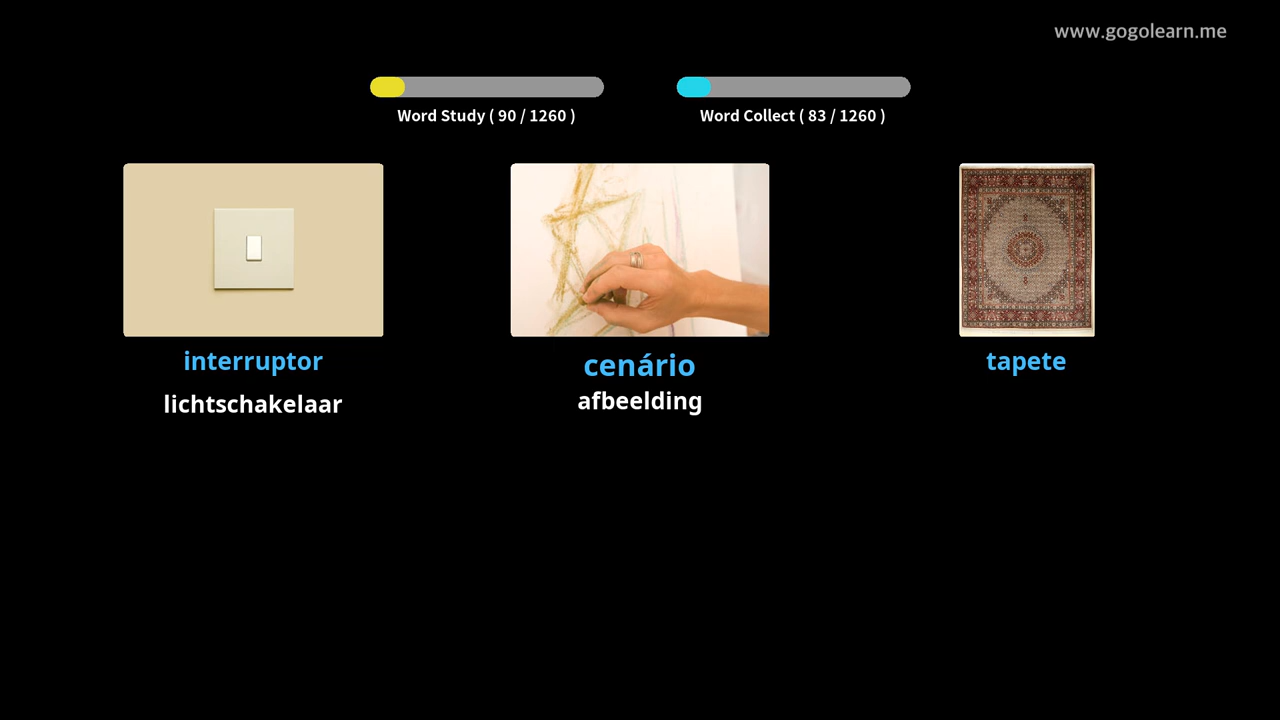 www.gogolearn.me
Word Study ( 90 / 1260 )
Word Collect ( 83 / 1260 )
interruptor
cenário
tapete
lichtschakelaar
afbeelding